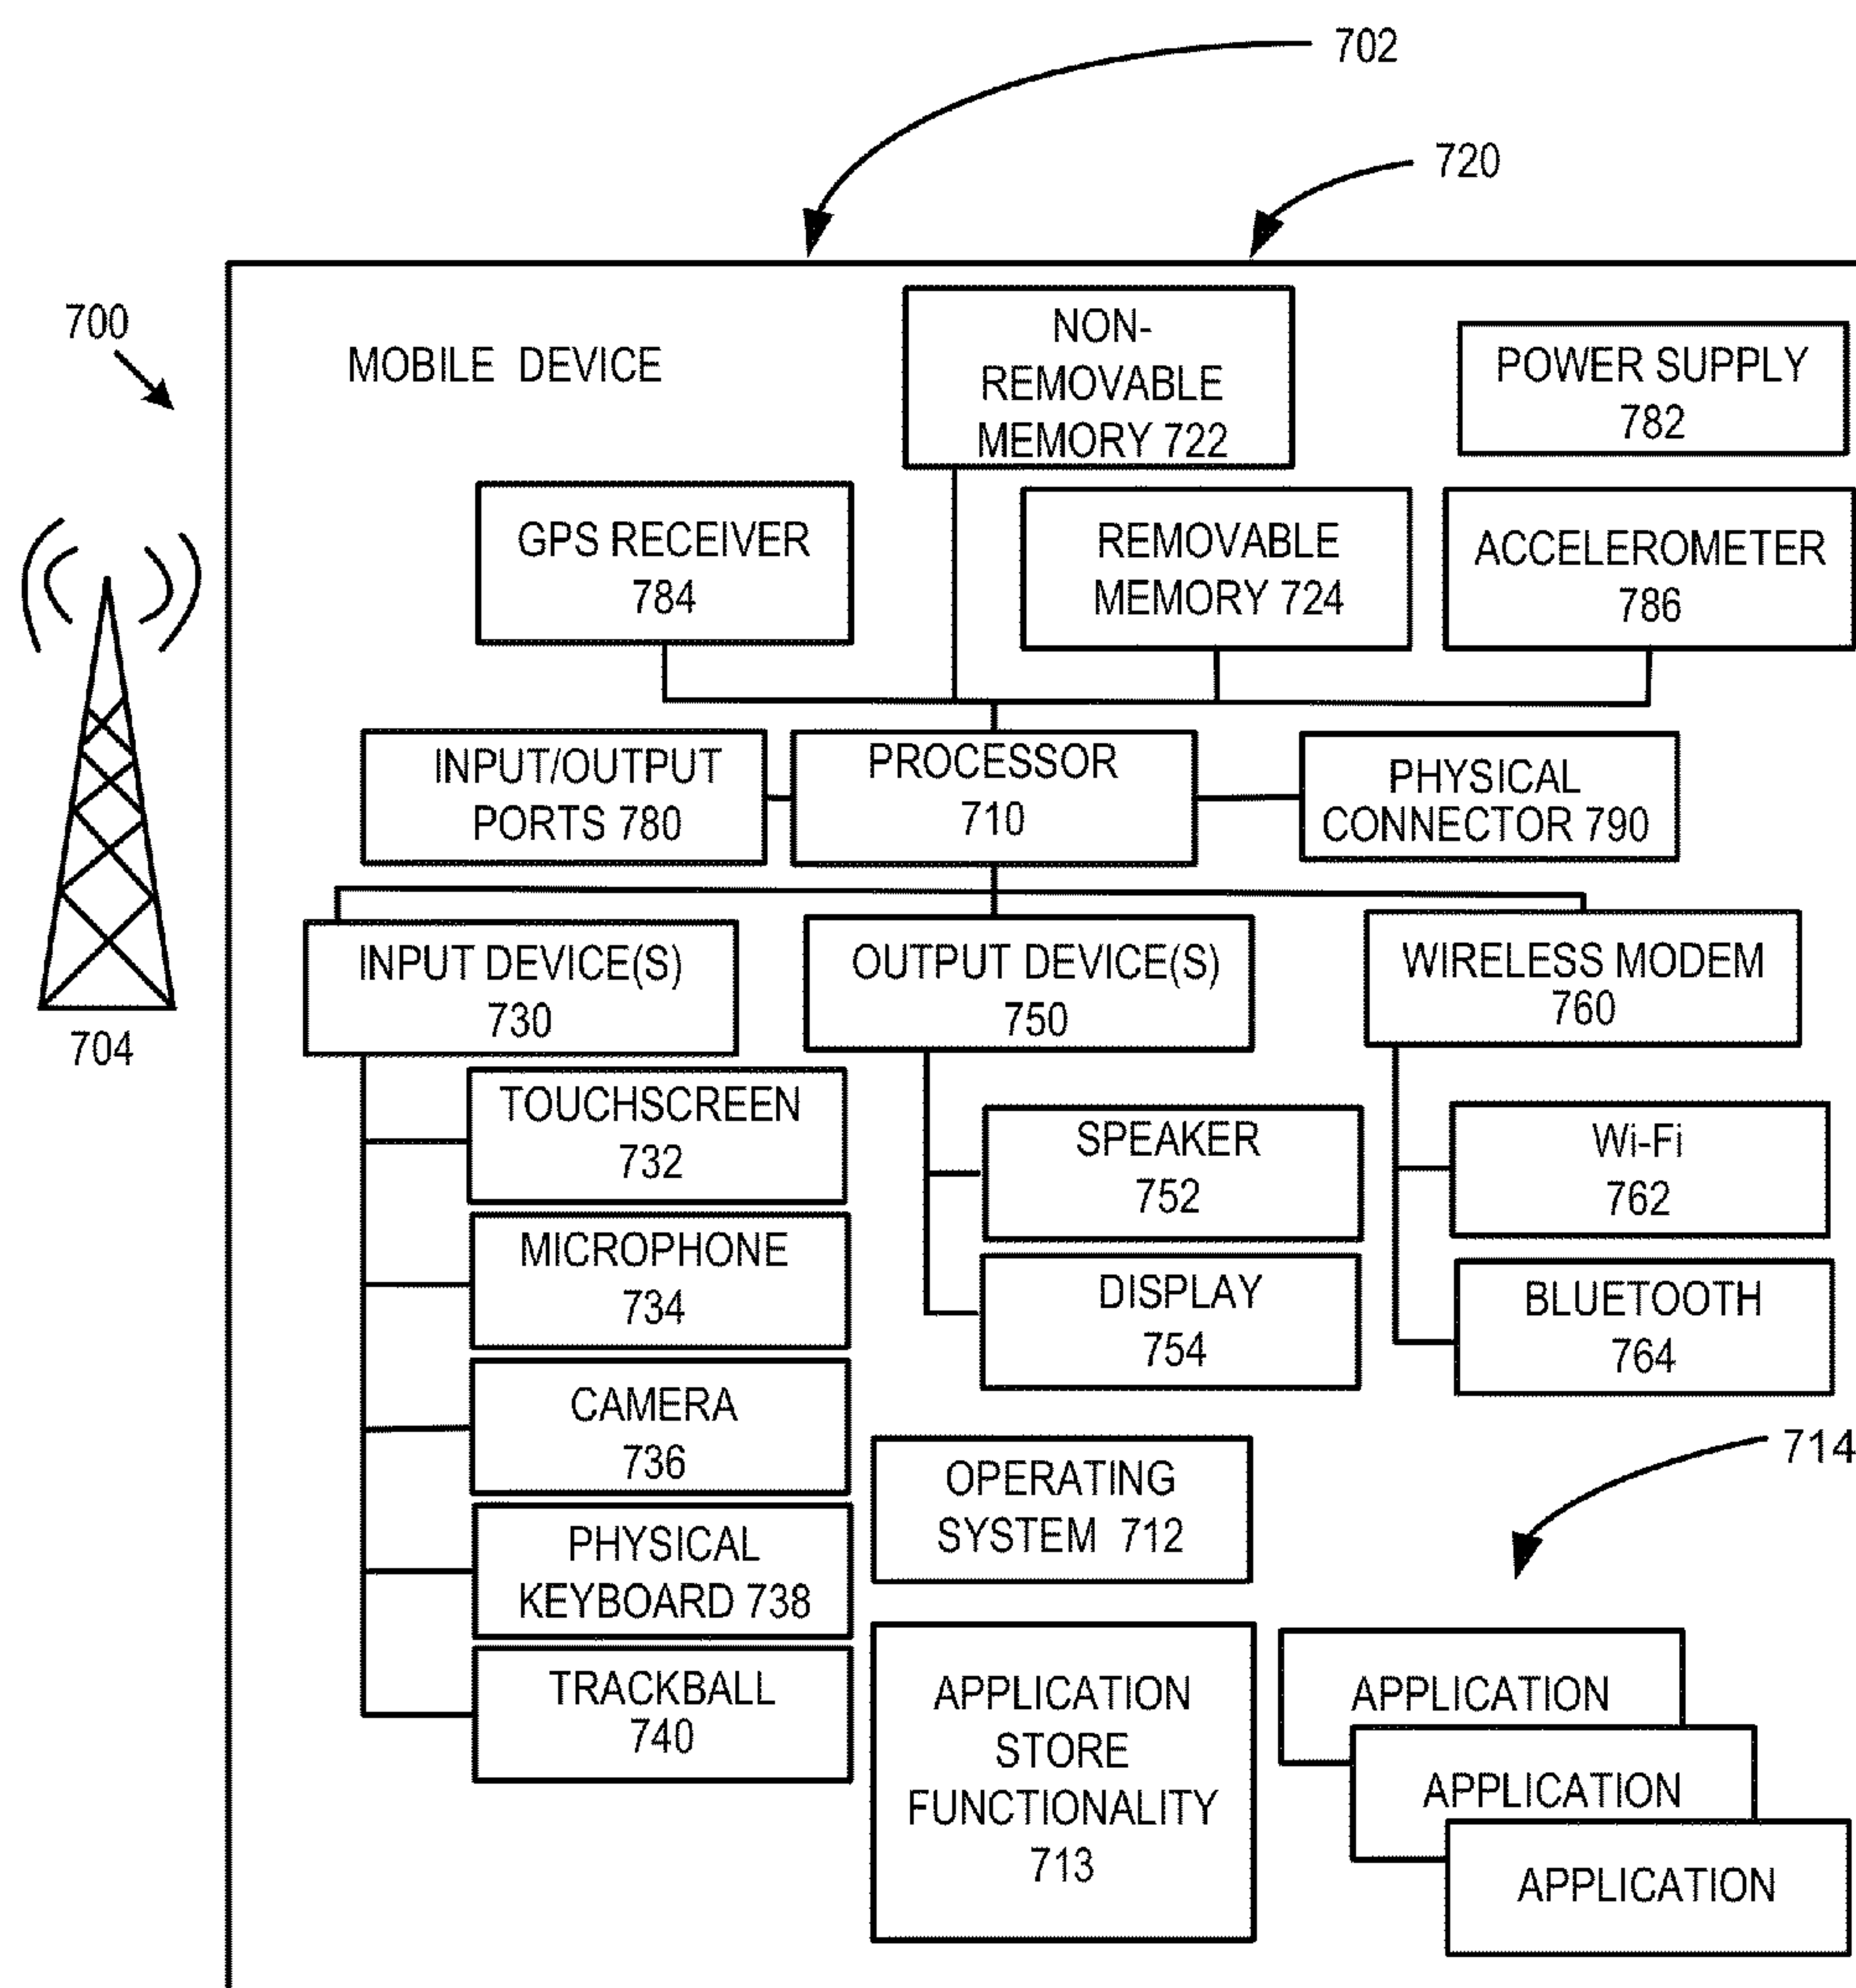 702
720
700
MOBILE DEVICE
NON-
REMOVABLE
MEMORY 722
POWER SUPPLY
782
GPS RECEIVER
784
REMOVABLE
MEMORY 724
ACCELEROMETER
786
INPUT/OUTPUT
PORTS 780
PROCESSOR
710
PHYSICAL
CONNECTOR 790
704
INPUT DEVICE(S)
730
OUTPUT DEVICE(S)
750
WIRELESS MODEM
760
TOUCHSCREEN
732
MICROPHONE
734
CAMERA
736
PHYSICAL
KEYBOARD 738
TRACKBALL
740
SPEAKER
752
DISPLAY
754
Wi-Fi
762
BLUETOOTH
764
OPERATING
SYSTEM 712
APPLICATION
STORE
FUNCTIONALITY
713
714
APPLICATION
APPLICATION
APPLICATION